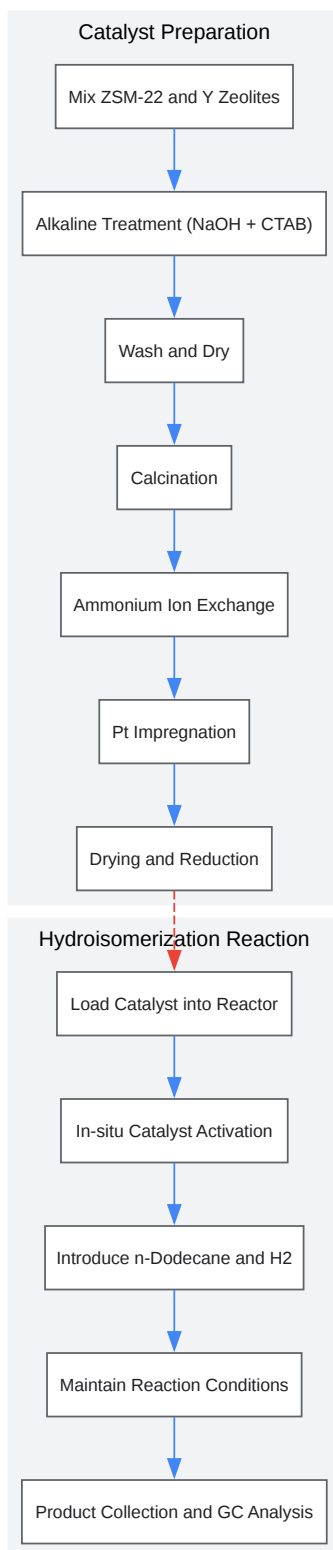 Catalyst Preparation
Mix ZSM-22 and Y Zeolites
Alkaline Treatment (NaOH + CTAB)
Wash and Dry
Calcination
Ammonium Ion Exchange
Pt Impregnation
Drying and Reduction
Hydroisomerization Reaction
Load Catalyst into Reactor
In-situ Catalyst Activation
Introduce n-Dodecane and H2
Maintain Reaction Conditions
Product Collection and GC Analysis